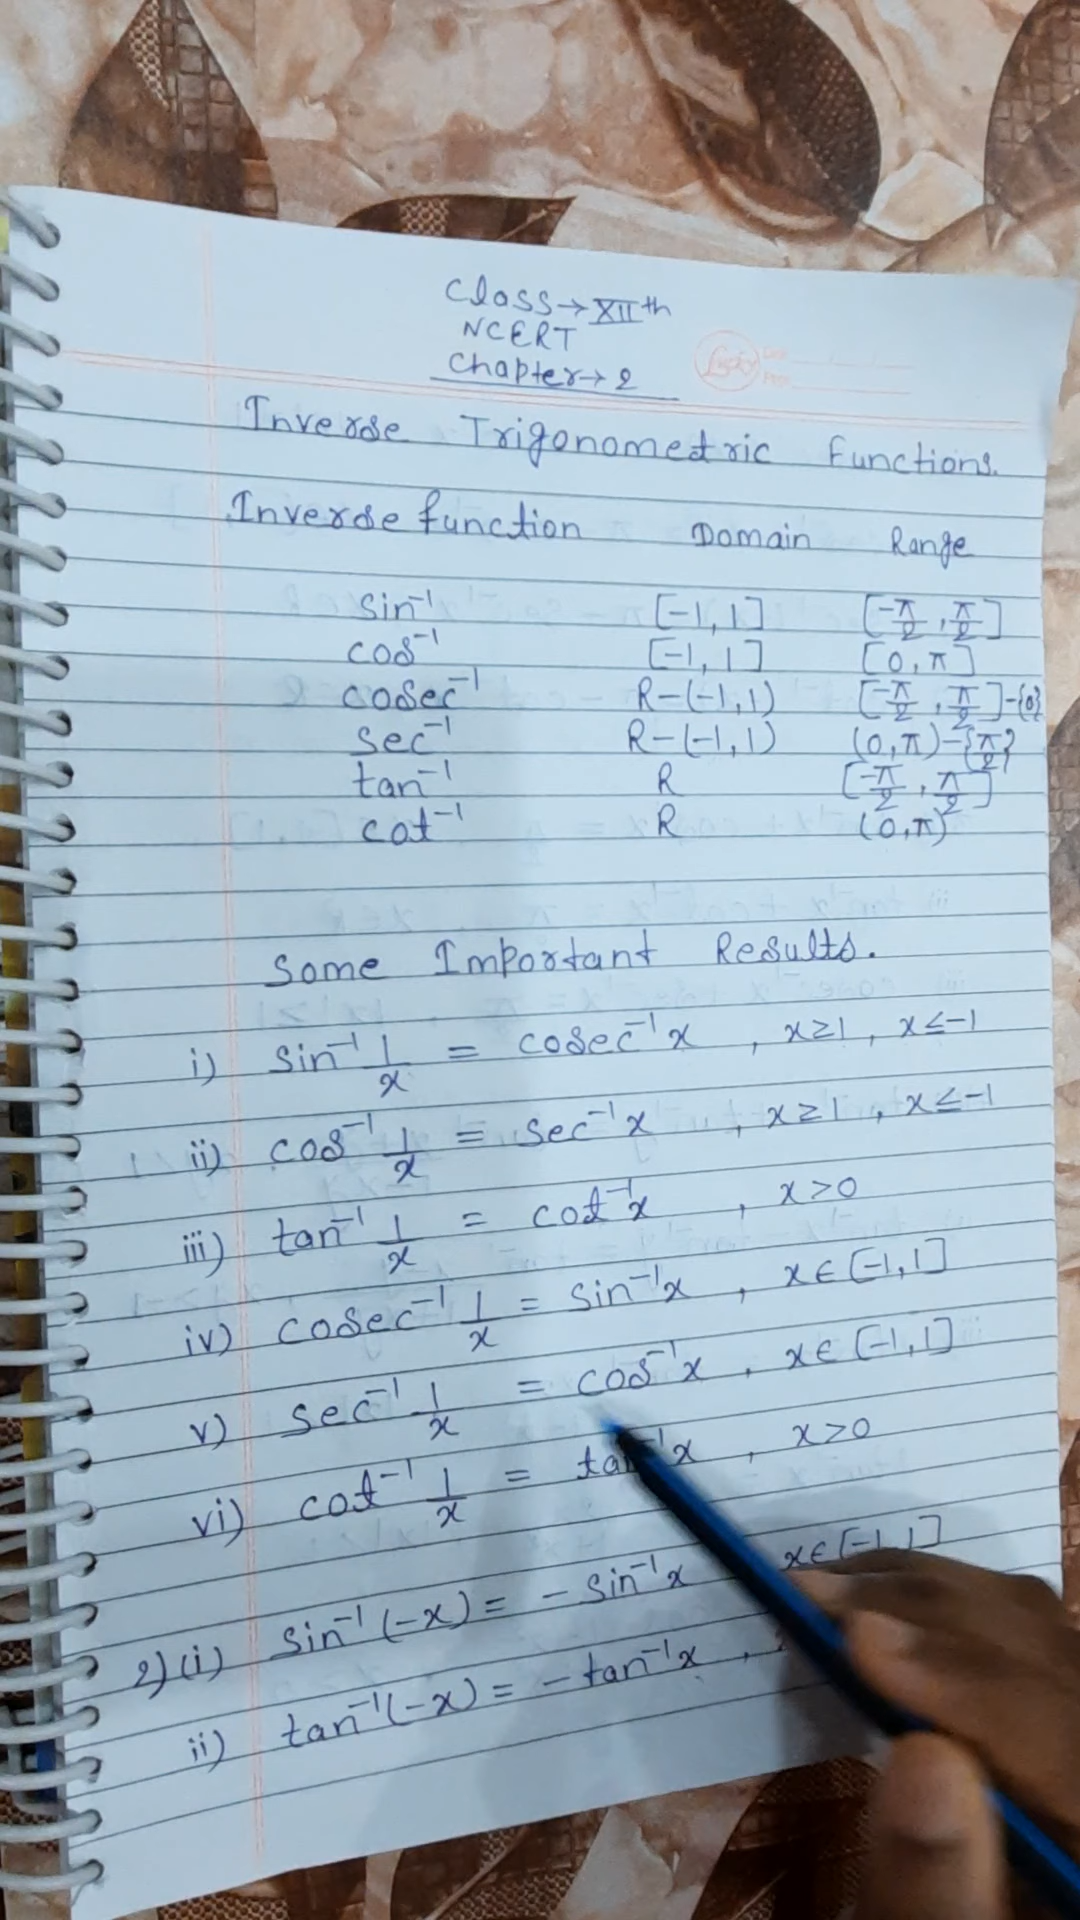 Class → XIIth
NCERT
Chapter → 2
Inverse Trigonometric Functions.
Inverse function Domain Range
sin⁻¹ [-1, 1] [-π/2, π/2]
cos⁻¹ [-1, 1] [0, π]
cosec⁻¹ R-(-1, 1) [-π/2, π/2]-{0}
sec⁻¹ R-(-1, 1) (0, π)-{π/2}
tan⁻¹ R [-π/2, π/2]
cot⁻¹ R (0, π)
Some Important Results.
i) sin⁻¹ 1/x = cosec⁻¹x , x≥1 , x≤-1
ii) cos⁻¹ 1/x = sec⁻¹x , x≥1 , x≤-1
iii) tan⁻¹ 1/x = cot⁻¹x , x>0
iv) cosec⁻¹ 1/x = sin⁻¹x , x∈[-1, 1]
v) sec⁻¹ 1/x = cos⁻¹x , x∈[-1, 1]
vi) cot⁻¹ 1/x = tan⁻¹x , x>0
2) (i) sin⁻¹(-x) = -sin⁻¹x x∈[-1, 1]
ii) tan⁻¹(-x) = -tan⁻¹x ,